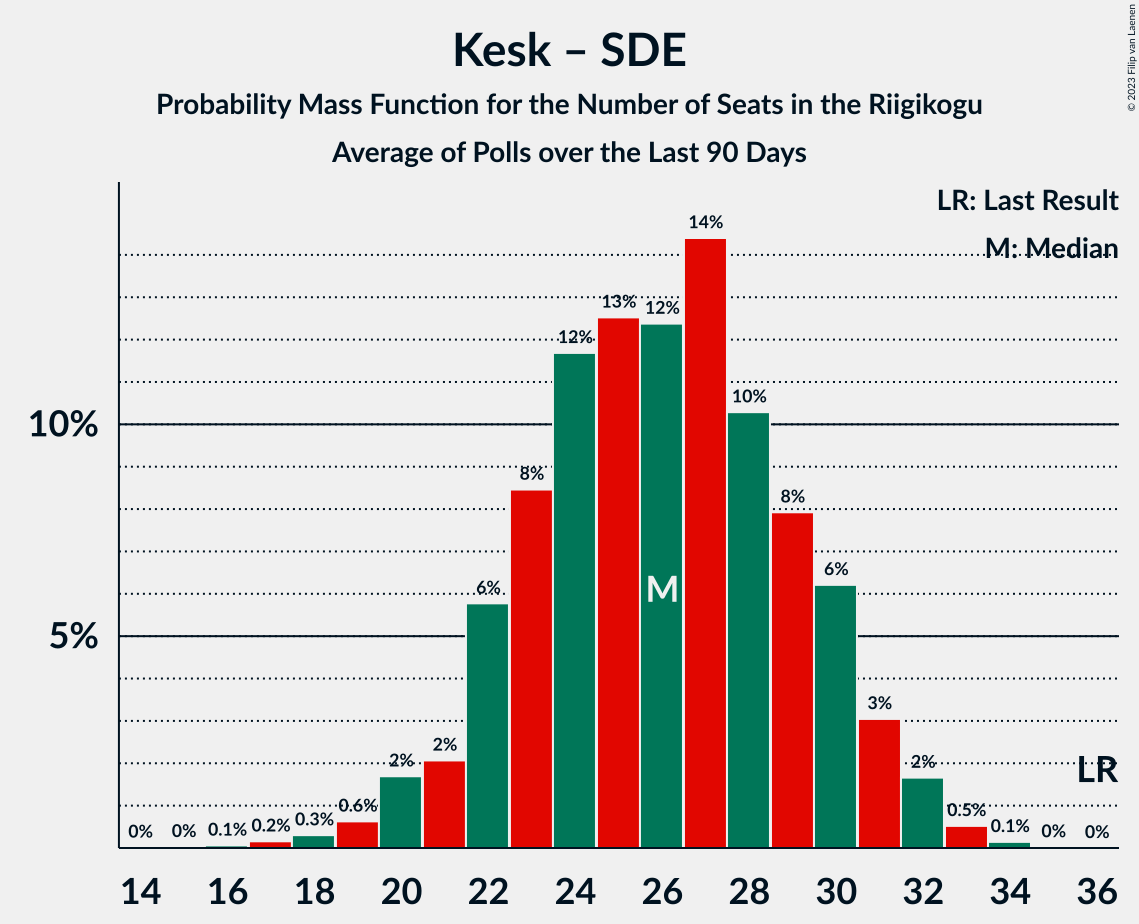 Kesk – SDE
Probability Mass Function for the Number of Seats in the Riigikogu
Average of Polls over the Last 90 Days
© 2023 Filip van Laenen
LR: Last Result
M: Median
10%
5%
0%
0%
0.1%
0.2%
0.3%
0.6%
2%
2%
6%
8%
12%
13%
12%
14%
10%
8%
6%
3%
2%
0.5%
0.1%
0%
0%
M
LR
14 16 18 20 22 24 26 28 30 32 34 36